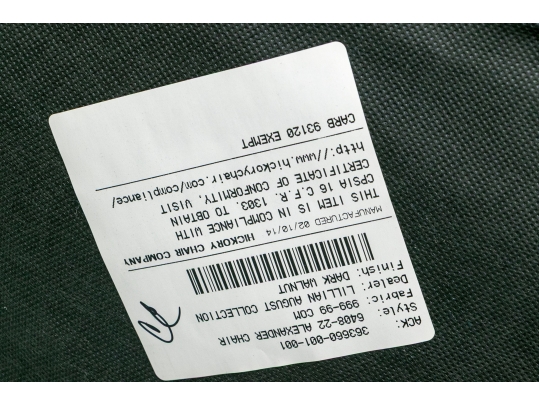 ACK: 363660-001-001
Style: 6408-22 ALEXANDER CHAIR
Fabric: 999-99 COM
Dealer: LILLIAN AUGUST COLLECTION
Finish: DARK WALNUT
MANUFACTURED 02/10/14 HICKORY CHAIR COMPANY
THIS ITEM IS IN COMPLIANCE WITH
CPSIA 16 C.F.R. 1303. TO OBTAIN
CERTIFICATE OF CONFORMITY, VISIT
http://www.hickorychair.com/compliance/
CARB 93120 EXEMPT